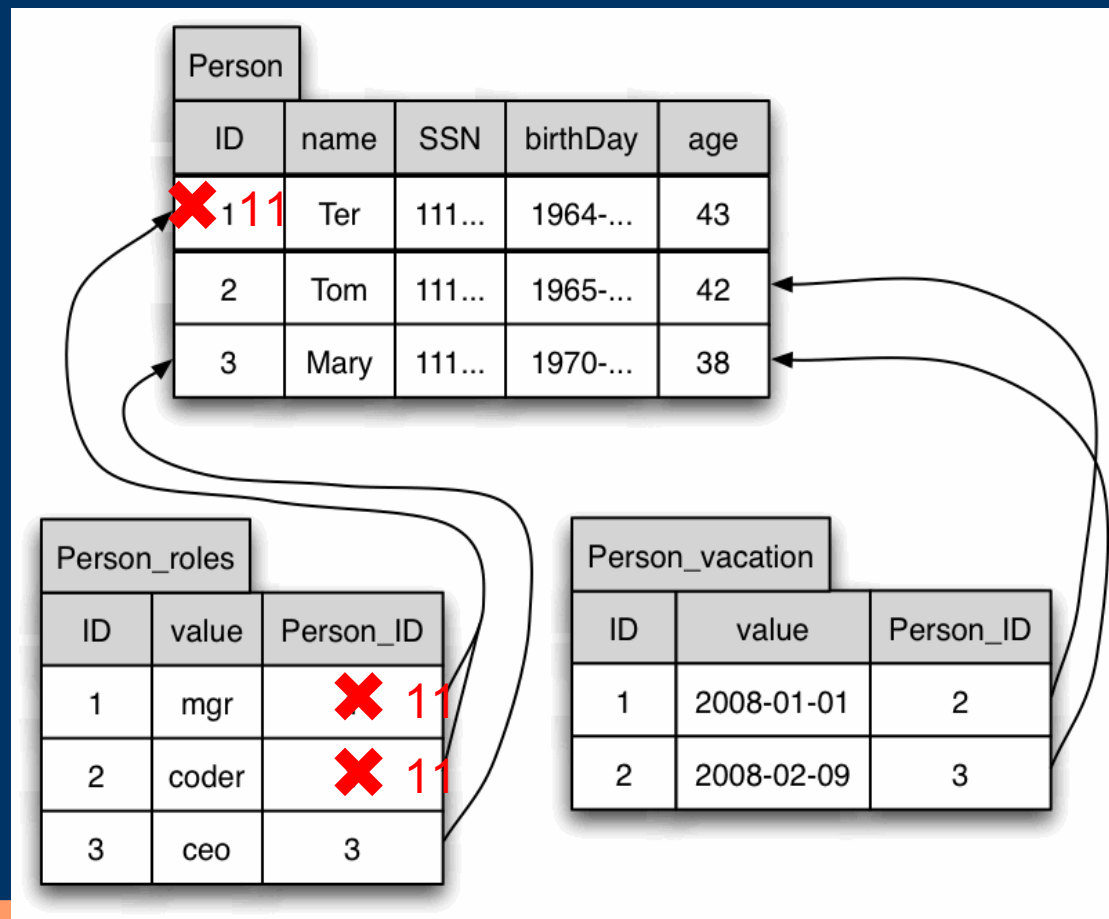 Person
ID name SSN birthDay age
1 11 Ter 111... 1964-... 43
2 Tom 111... 1965-... 42
3 Mary 111... 1970-... 38
Person_roles
ID value Person_ID
1 mgr 11
2 coder 11
3 ceo 3
Person_vacation
ID value Person_ID
1 2008-01-01 2
2 2008-02-09 3